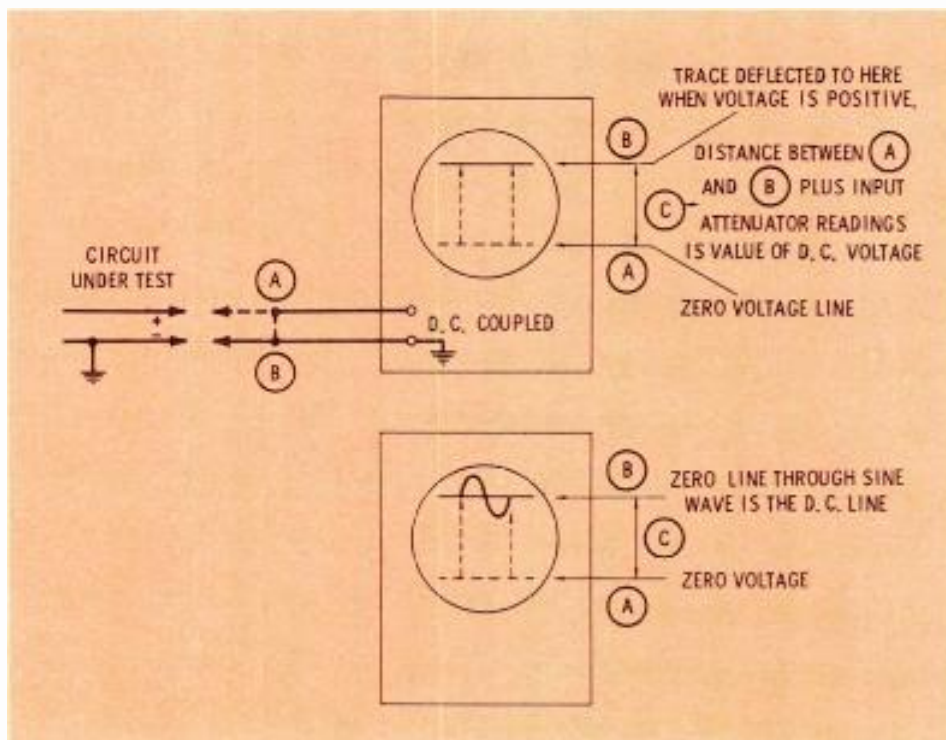 TRACE DEFLECTED TO HERE
WHEN VOLTAGE IS POSITIVE,
B
DISTANCE BETWEEN A
AND B PLUS INPUT
C
ATTENUATOR READINGS
IS VALUE OF D.C. VOLTAGE
A
ZERO VOLTAGE LINE
CIRCUIT
UNDER TEST
A
+
-
D.C. COUPLED
B
B
ZERO LINE THROUGH SINE
WAVE IS THE D.C. LINE
C
ZERO VOLTAGE
A